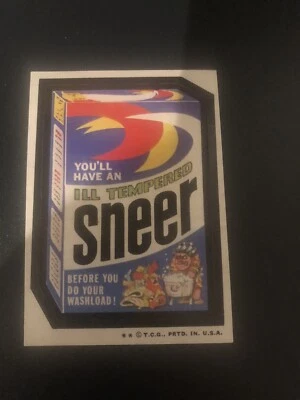 YOU'LL
HAVE AN
ILL TEMPERED
sneer
BEFORE YOU
DO YOUR
WASHLOAD!
© T.C.G., PRTD. IN U.S.A.